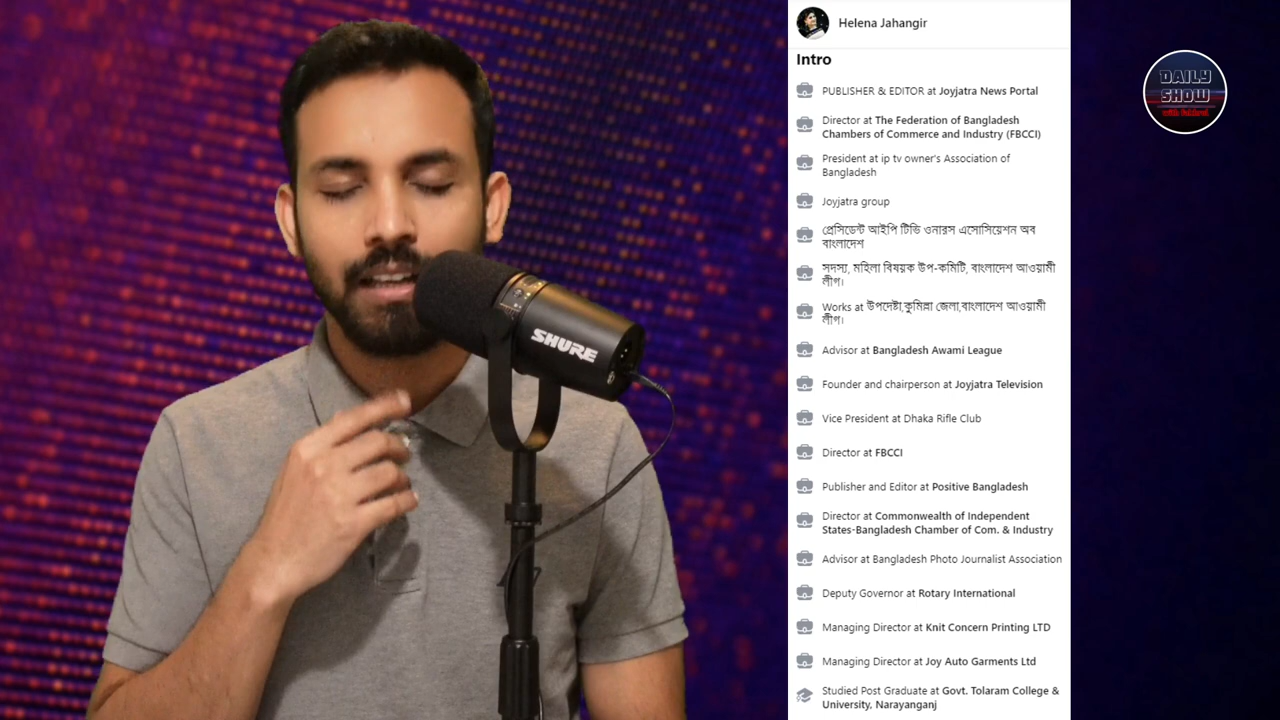 Helena Jahangir
Intro
PUBLISHER & EDITOR at Joyjatra News Portal
Director at The Federation of Bangladesh
Chambers of Commerce and Industry (FBCCI)
President at ip tv owner's Association of
Bangladesh
Joyjatra group
প্রেসিডেন্ট আইপি টিভি ওনারস এসোসিয়েশন অব
বাংলাদেশ
সদস্য, মহিলা বিষয়ক উপ-কমিটি, বাংলাদেশ আওয়ামী
লীগ।
Works at উপদেষ্টা,কুমিল্লা জেলা,বাংলাদেশ আওয়ামী
লীগ।
Advisor at Bangladesh Awami League
Founder and chairperson at Joyjatra Television
Vice President at Dhaka Rifle Club
Director at FBCCI
Publisher and Editor at Positive Bangladesh
Director at Commonwealth of Independent
States-Bangladesh Chamber of Com. & Industry
Advisor at Bangladesh Photo Journalist Association
Deputy Governor at Rotary International
Managing Director at Knit Concern Printing LTD
Managing Director at Joy Auto Garments Ltd
Studied Post Graduate at Govt. Tolaram College &
University, Narayanganj
SHURE
DAILY
SHOW
with